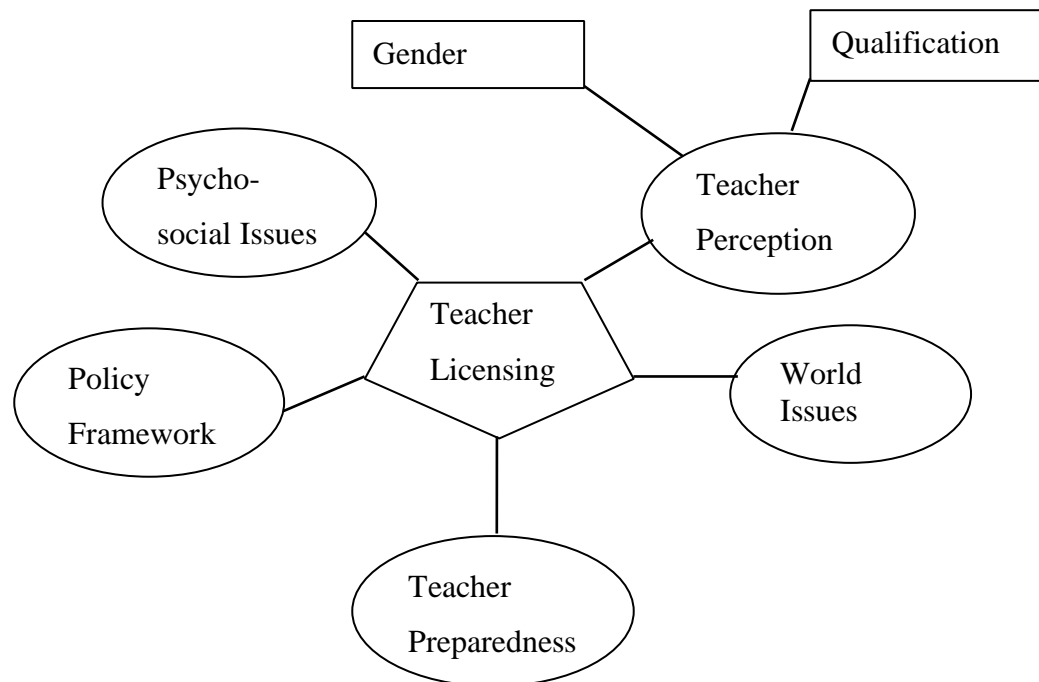 Gender
Qualification
Psycho-
social Issues
Teacher
Perception
Teacher
Licensing
Policy
Framework
World
Issues
Teacher
Preparedness